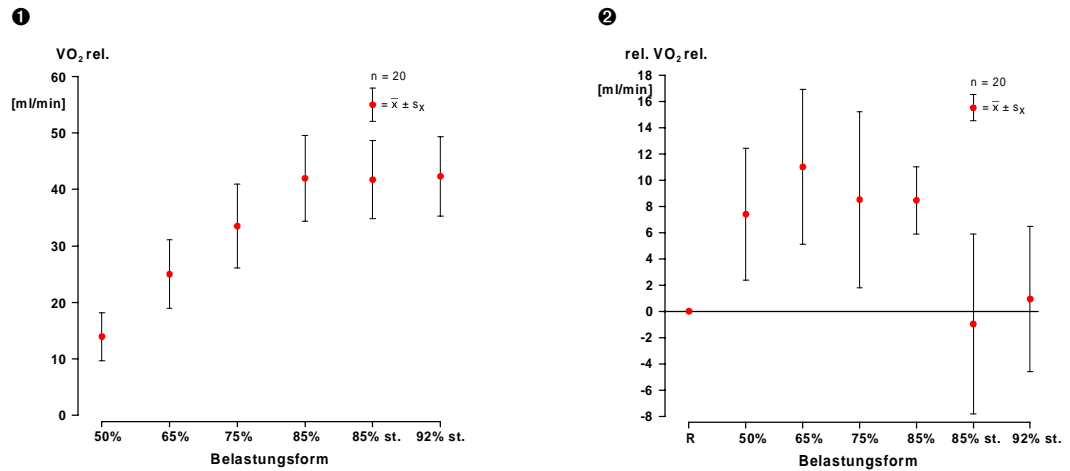 ❶
VO₂ rel.
[ml/min]
n = 20
= x̅ ± sₓ
60
50
40
30
20
10
0
50% 65% 75% 85% 85% st. 92% st.
Belastungsform
❷
rel. VO₂ rel.
[ml/min]
n = 20
= x̅ ± sₓ
18
16
14
12
10
8
6
4
2
0
-2
-4
-6
-8
R 50% 65% 75% 85% 85% st. 92% st.
Belastungsform